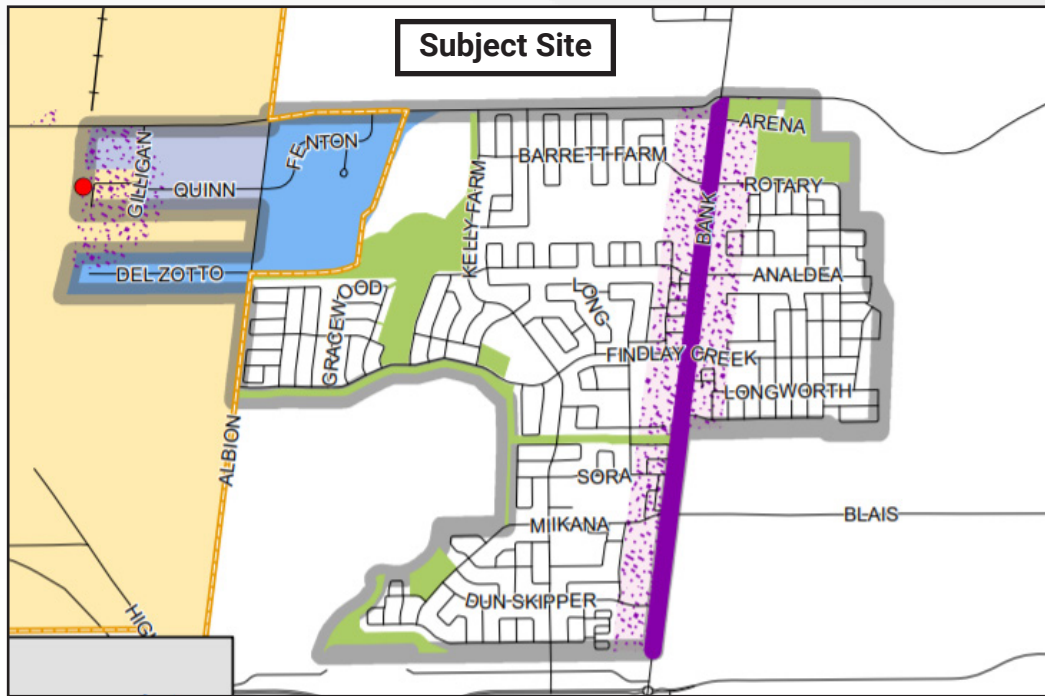 Subject Site
ARENA
FENTON
BARRETT FARM
GILLIGAN
QUINN
ROTARY
KELLY FARM
BANK
DEL ZOTTO
ANALDEA
GRACEWOOD
LONG
FINDLAY CREEK
LONGWORTH
ALBION
SORA
BLAIS
MIIKANA
DUN SKIPPER
HIG